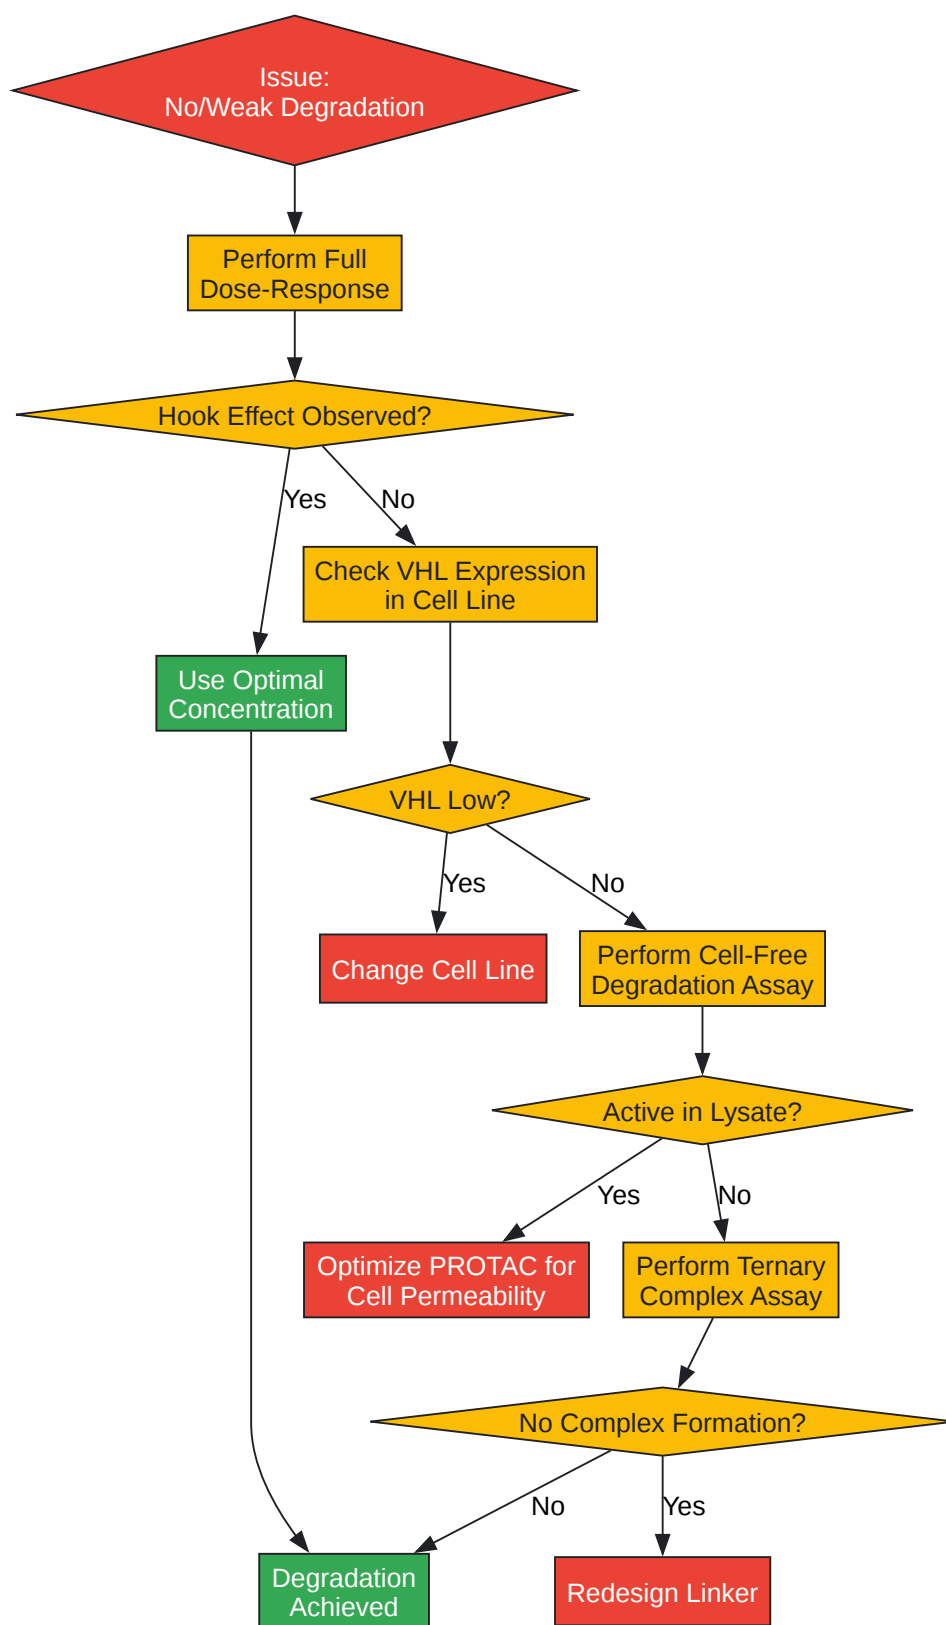 Issue:
No/Weak Degradation
Perform Full
Dose-Response
Hook Effect Observed?
Yes
No
Check VHL Expression
in Cell Line
Use Optimal
Concentration
VHL Low?
Yes
No
Change Cell Line
Perform Cell-Free
Degradation Assay
Active in Lysate?
Yes
No
Optimize PROTAC for
Cell Permeability
Perform Ternary
Complex Assay
No Complex Formation?
No
Yes
Degradation
Achieved
Redesign Linker